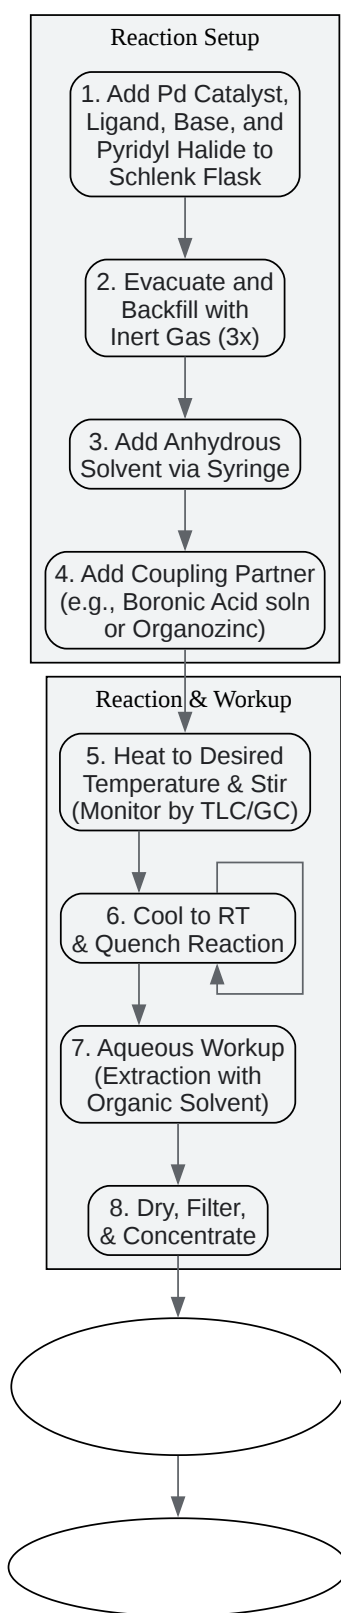 Reaction Setup
1. Add Pd Catalyst,
Ligand, Base, and
Pyridyl Halide to
Schlenk Flask
2. Evacuate and
Backfill with
Inert Gas (3x)
3. Add Anhydrous
Solvent via Syringe
4. Add Coupling Partner
(e.g., Boronic Acid soln
or Organozinc)
Reaction & Workup
5. Heat to Desired
Temperature & Stir
(Monitor by TLC/GC)
6. Cool to RT
& Quench Reaction
7. Aqueous Workup
(Extraction with
Organic Solvent)
8. Dry, Filter,
& Concentrate